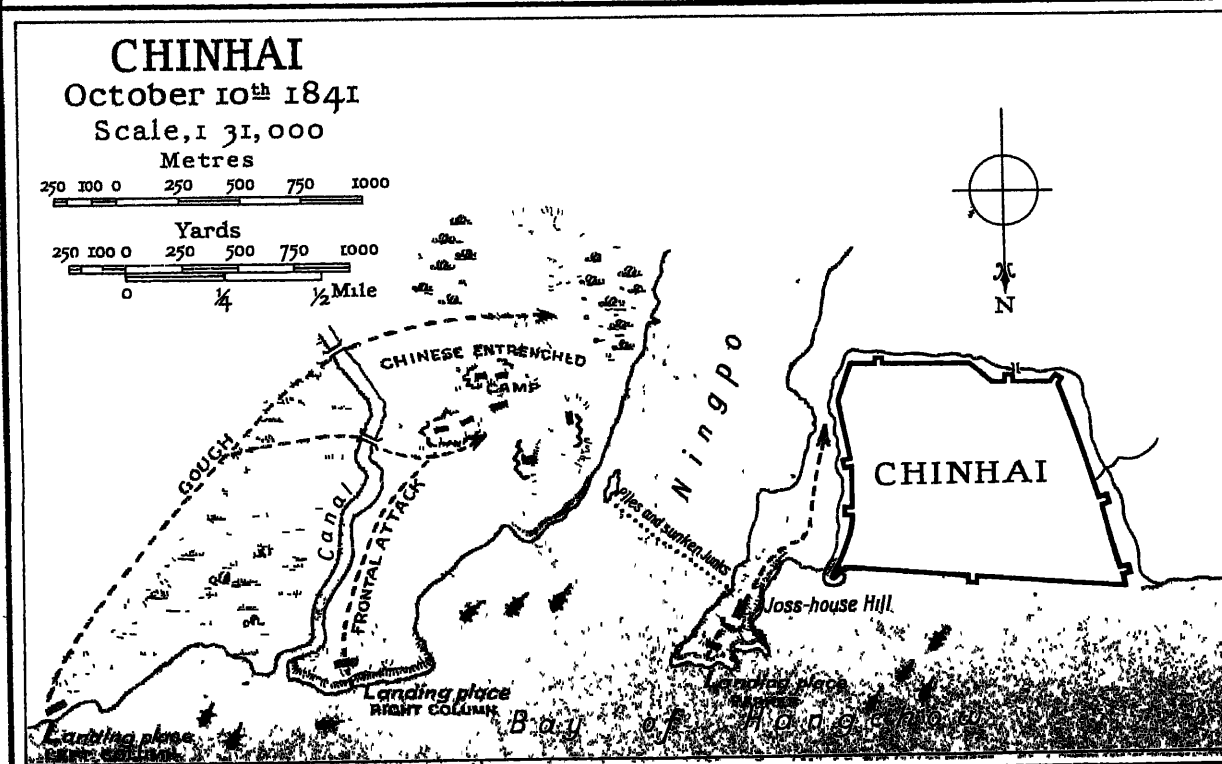 CHINHAI
October 10th 1841
Scale, 1 31,000
Metres
250 100 0 250 500 750 1000
Yards
250 100 0 250 500 750 1000
0 ¼ ½ Mile
N
CHINESE ENTRENCHED
CAMP
GOUGH
Canal
FRONTAL ATTACK
Ningpo
Piles and sunken Junks
CHINHAI
Joss-house Hill
Landing place
RIGHT COLUMN
Landing place
Landing place
Bay of Hangchow